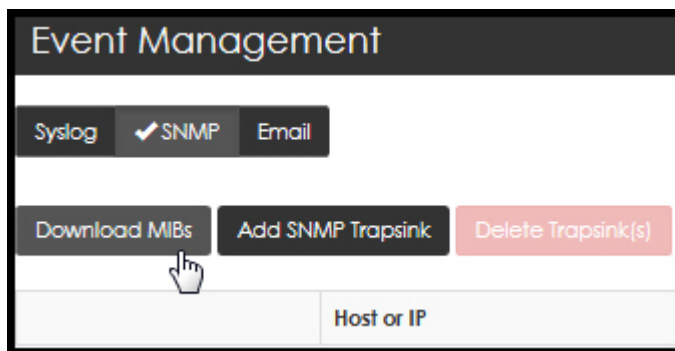 Event Management
Syslog ✔SNMP Email
Download MIBs Add SNMP Trapsink Delete Trapsink(s)
Host or IP